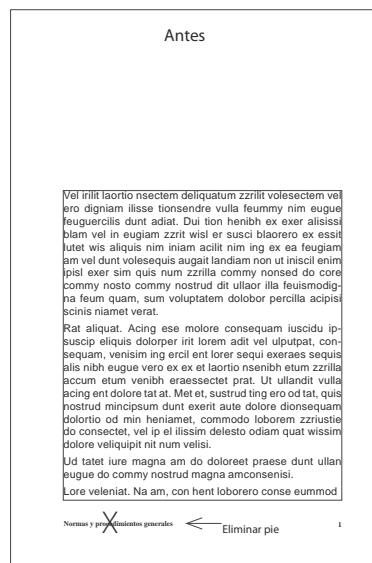 Antes
Vel irilit laortio nsectem deliquatum zzrilit volesectem vel
ero digniam ilisse tionsendre vulla feummy nim eugue
feuguercilis dunt adiat. Dui tion henibh ex exer alisissi
blam vel in eugiam zzrit wisl er susci blaorero ex essit
lutet wis aliquis nim iniam acilit nim ing ex ea feugiam
am vel dunt volesequis augait landiam non ut iniscil enim
ipisl exer sim quis num zzrilla commy nonsed do core
commy nosto commy nostrud dit ullaor illa feuismodig-
na feum quam, sum voluptatem dolobor percilla acipisi
scinis niamet verat.
Rat aliquat. Acing ese molore consequam iuscidu ip-
suscip eliquis dolorper irit lorem adit vel ulputpat, con-
sequam, venisim ing ercil ent lorer sequi exeraes sequis
alis nibh eugue vero ex ex et laortio nsenibh etum zzrilla
accum etum venibh eraessectet prat. Ut ullandit vulla
acing ent dolore tat at. Met et, sustrud ting ero od tat, quis
nostrud mincipsum dunt exerit aute dolore dionsequam
dolortio od min heniamet, commodo loborem zzriustie
do consectet, vel ip el ilissim delesto odiam quat wissim
dolore veliquipit nit num velisi.
Ud tatet iure magna am do doloreet praese dunt ullan
eugue do commy nostrud magna amconsenisi.
Lore veleniat. Na am, con hent loborero conse eummod
Normas y procedimientos generales Eliminar pie 1